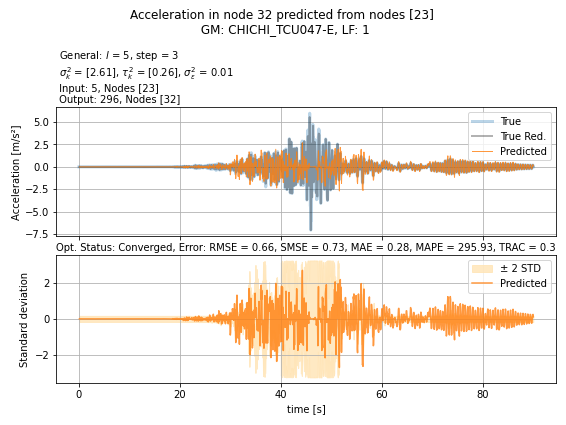 Acceleration in node 32 predicted from nodes [23]
GM: CHICHI_TCU047-E, LF: 1
General: l = 5, step = 3
σ²ₖ = [2.61], τ²ₖ = [0.26], σ²ε = 0.01
Input: 5, Nodes [23]
Output: 296, Nodes [32]
Acceleration [m/s²]
5.0
2.5
0.0
−2.5
−5.0
−7.5
True
True Red.
Predicted
Opt. Status: Converged, Error: RMSE = 0.66, SMSE = 0.73, MAE = 0.28, MAPE = 295.93, TRAC = 0.3
Standard deviation
2
0
−2
± 2 STD
Predicted
0 20 40 60 80
time [s]